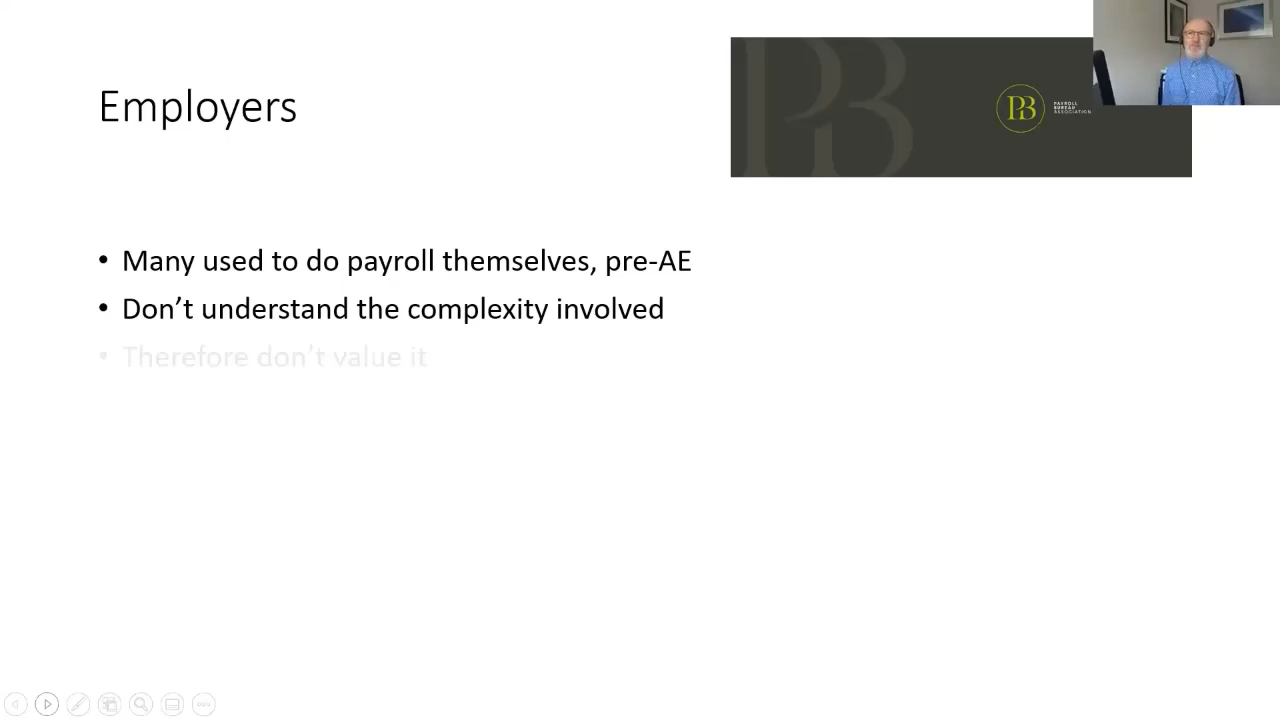 Employers
PB
PAYROLL
BUREAU
ASSOCIATION
• Many used to do payroll themselves, pre-AE
• Don’t understand the complexity involved
• Therefore don’t value it